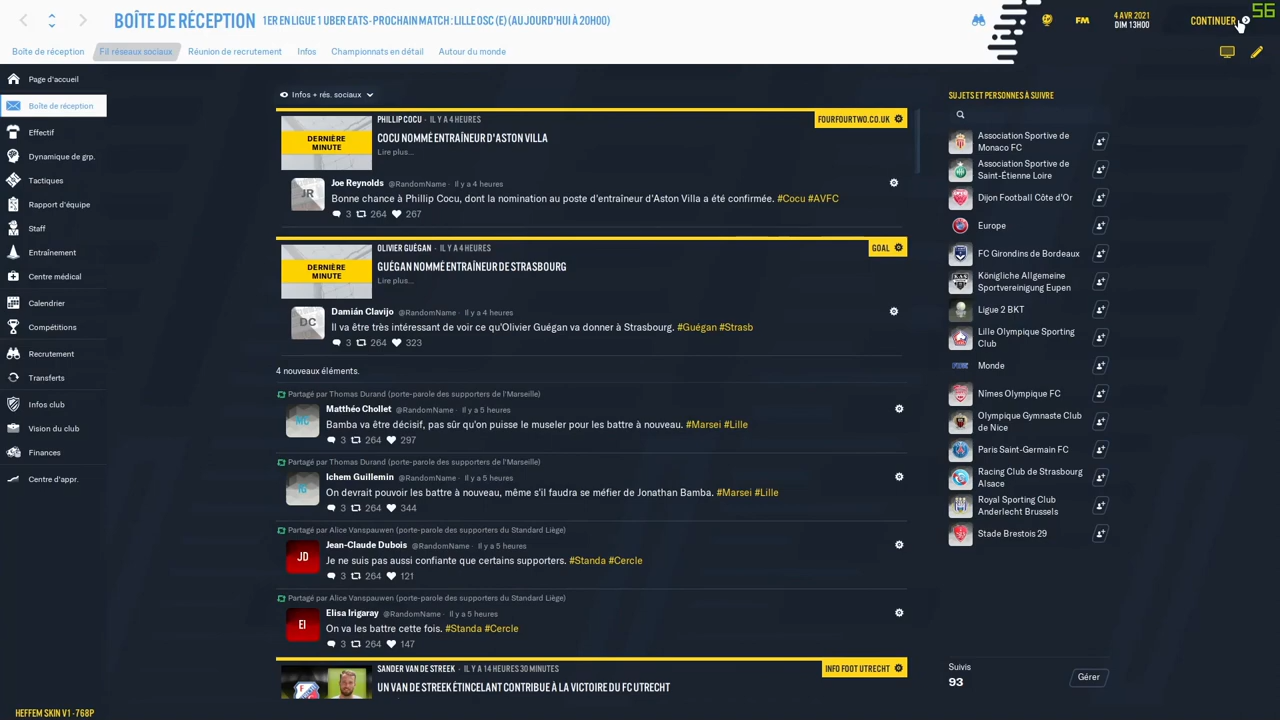 BOÎTE DE RÉCEPTION
1ER EN LIGUE 1 UBER EATS - PROCHAIN MATCH : LILLE OSC (E) (AUJOURD'HUI À 20H00)
FM
4 AVR 2021
DIM 13H00
CONTINUER
56
Boîte de réception
Fil réseaux sociaux
Réunion de recrutement
Infos
Championnats en détail
Autour du monde
Page d'accueil
Boîte de réception
Effectif
Dynamique de grp.
Tactiques
Rapport d'équipe
Staff
Entraînement
Centre médical
Calendrier
Compétitions
Recrutement
Transferts
Infos club
Vision du club
Finances
Centre d'appr.
HEFFEM SKIN V1 - 768P
Infos + rés. sociaux
PHILLIP COCU - IL Y A 4 HEURES
FOURFOURTWO.CO.UK
DERNIÈRE
MINUTE
COCU NOMMÉ ENTRAÎNEUR D'ASTON VILLA
Lire plus...
JR
Joe Reynolds @RandomName · Il y a 4 heures
Bonne chance à Phillip Cocu, dont la nomination au poste d'entraîneur d'Aston Villa a été confirmée. #Cocu #AVFC
3 264 267
OLIVIER GUÉGAN - IL Y A 4 HEURES
GOAL
DERNIÈRE
MINUTE
GUÉGAN NOMMÉ ENTRAÎNEUR DE STRASBOURG
Lire plus...
DC
Damián Clavijo @RandomName · Il y a 4 heures
Il va être très intéressant de voir ce qu'Olivier Guégan va donner à Strasbourg. #Guégan #Strasb
3 264 323
4 nouveaux éléments.
Partagé par Thomas Durand (porte-parole des supporters de l'Marseille)
MC
Matthéo Chollet @RandomName · Il y a 5 heures
Bamba va être décisif, pas sûr qu'on puisse le museler pour les battre à nouveau. #Marsei #Lille
3 264 297
Partagé par Thomas Durand (porte-parole des supporters de l'Marseille)
IG
Ichem Guillemin @RandomName · Il y a 5 heures
On devrait pouvoir les battre à nouveau, même s'il faudra se méfier de Jonathan Bamba. #Marsei #Lille
3 264 344
Partagé par Alice Vanspauwen (porte-parole des supporters du Standard Liège)
JD
Jean-Claude Dubois @RandomName · Il y a 5 heures
Je ne suis pas aussi confiante que certains supporters. #Standa #Cercle
3 264 121
Partagé par Alice Vanspauwen (porte-parole des supporters du Standard Liège)
EI
Elisa Irigaray @RandomName · Il y a 5 heures
On va les battre cette fois. #Standa #Cercle
3 264 147
SANDER VAN DE STREEK - IL Y A 14 HEURES 30 MINUTES
INFO FOOT UTRECHT
UN VAN DE STREEK ÉTINCELANT CONTRIBUE À LA VICTOIRE DU FC UTRECHT
SUJETS ET PERSONNES À SUIVRE
Association Sportive de
Monaco FC
Association Sportive de
Saint-Étienne Loire
Dijon Football Côte d'Or
Europe
FC Girondins de Bordeaux
Königliche Allgemeine
Sportvereinigung Eupen
Ligue 2 BKT
Lille Olympique Sporting
Club
Monde
Nîmes Olympique FC
Olympique Gymnaste Club
de Nice
Paris Saint-Germain FC
Racing Club de Strasbourg
Alsace
Royal Sporting Club
Anderlecht Brussels
Stade Brestois 29
Suivis
93
Gérer